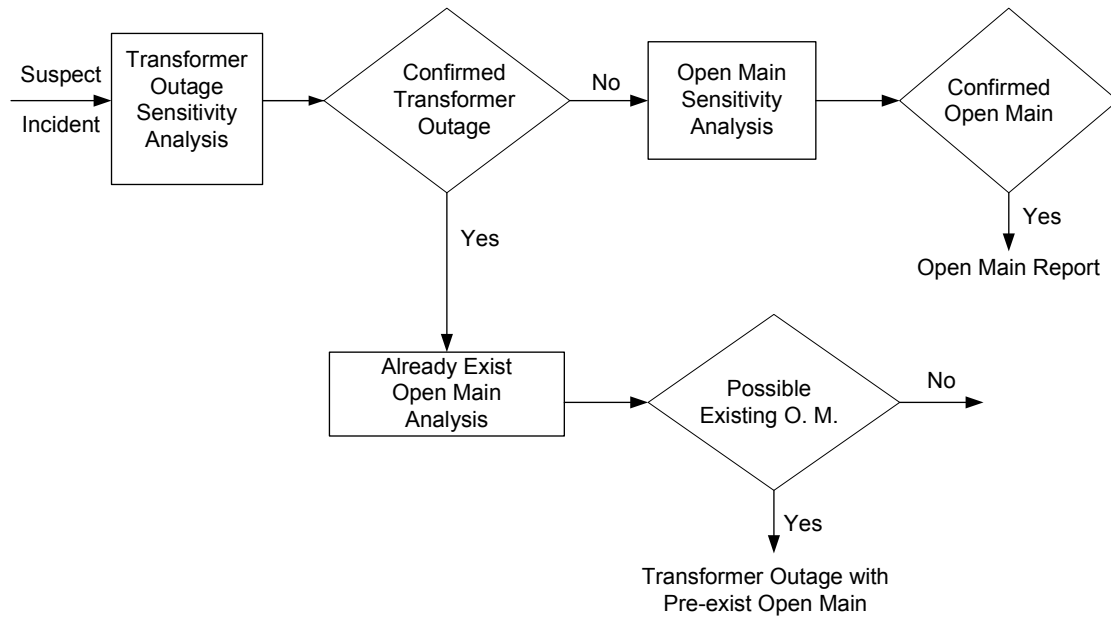 Suspect
Incident
Transformer
Outage
Sensitivity
Analysis
Confirmed
Transformer
Outage
No
Open Main
Sensitivity
Analysis
Confirmed
Open Main
Yes
Open Main Report
Yes
Already Exist
Open Main
Analysis
Possible
Existing O. M.
No
Yes
Transformer Outage with
Pre-exist Open Main